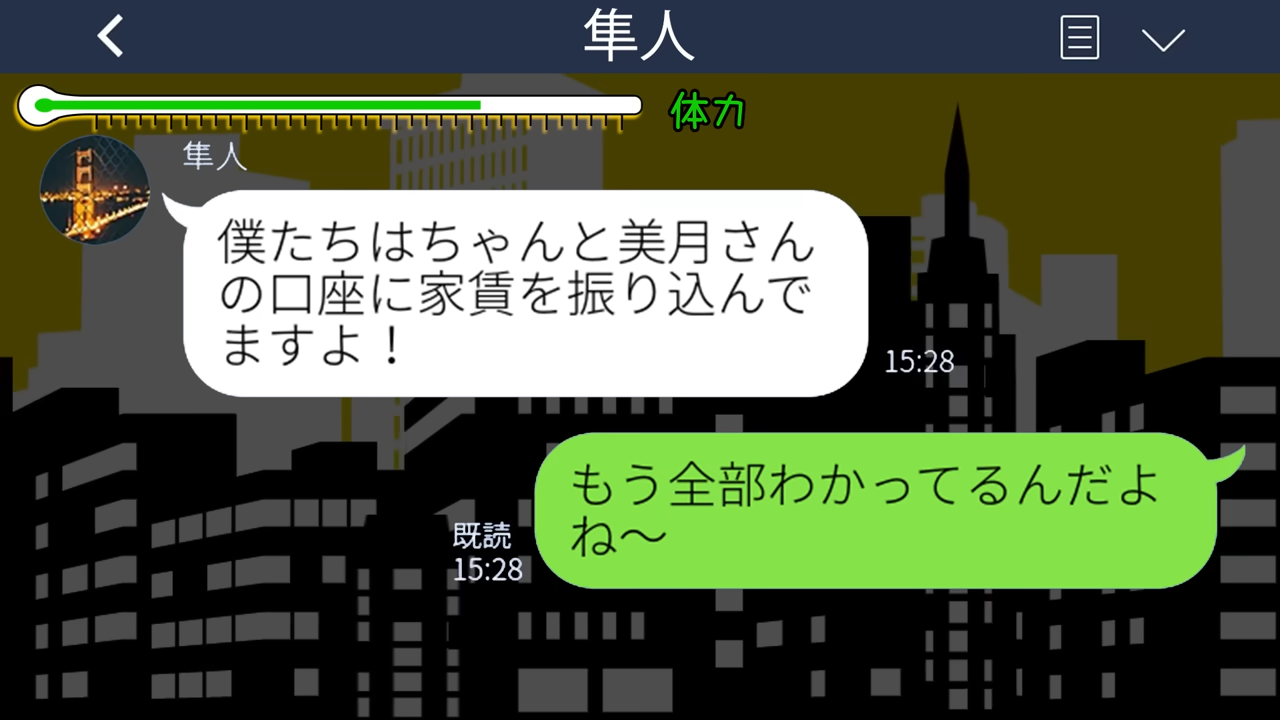 隼人
体力
隼人
僕たちはちゃんと美月さん
の口座に家賃を振り込んで
ますよ！
15:28
もう全部わかってるんだよ
ね～
既読
15:28